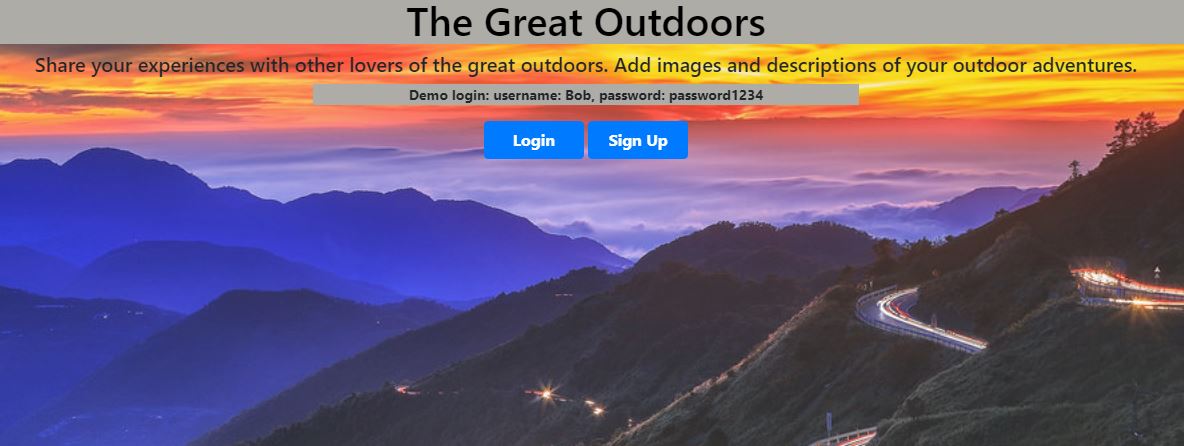 The Great Outdoors
Share your experiences with other lovers of the great outdoors. Add images and descriptions of your outdoor adventures.
Demo login: username: Bob, password: password1234
Login
Sign Up